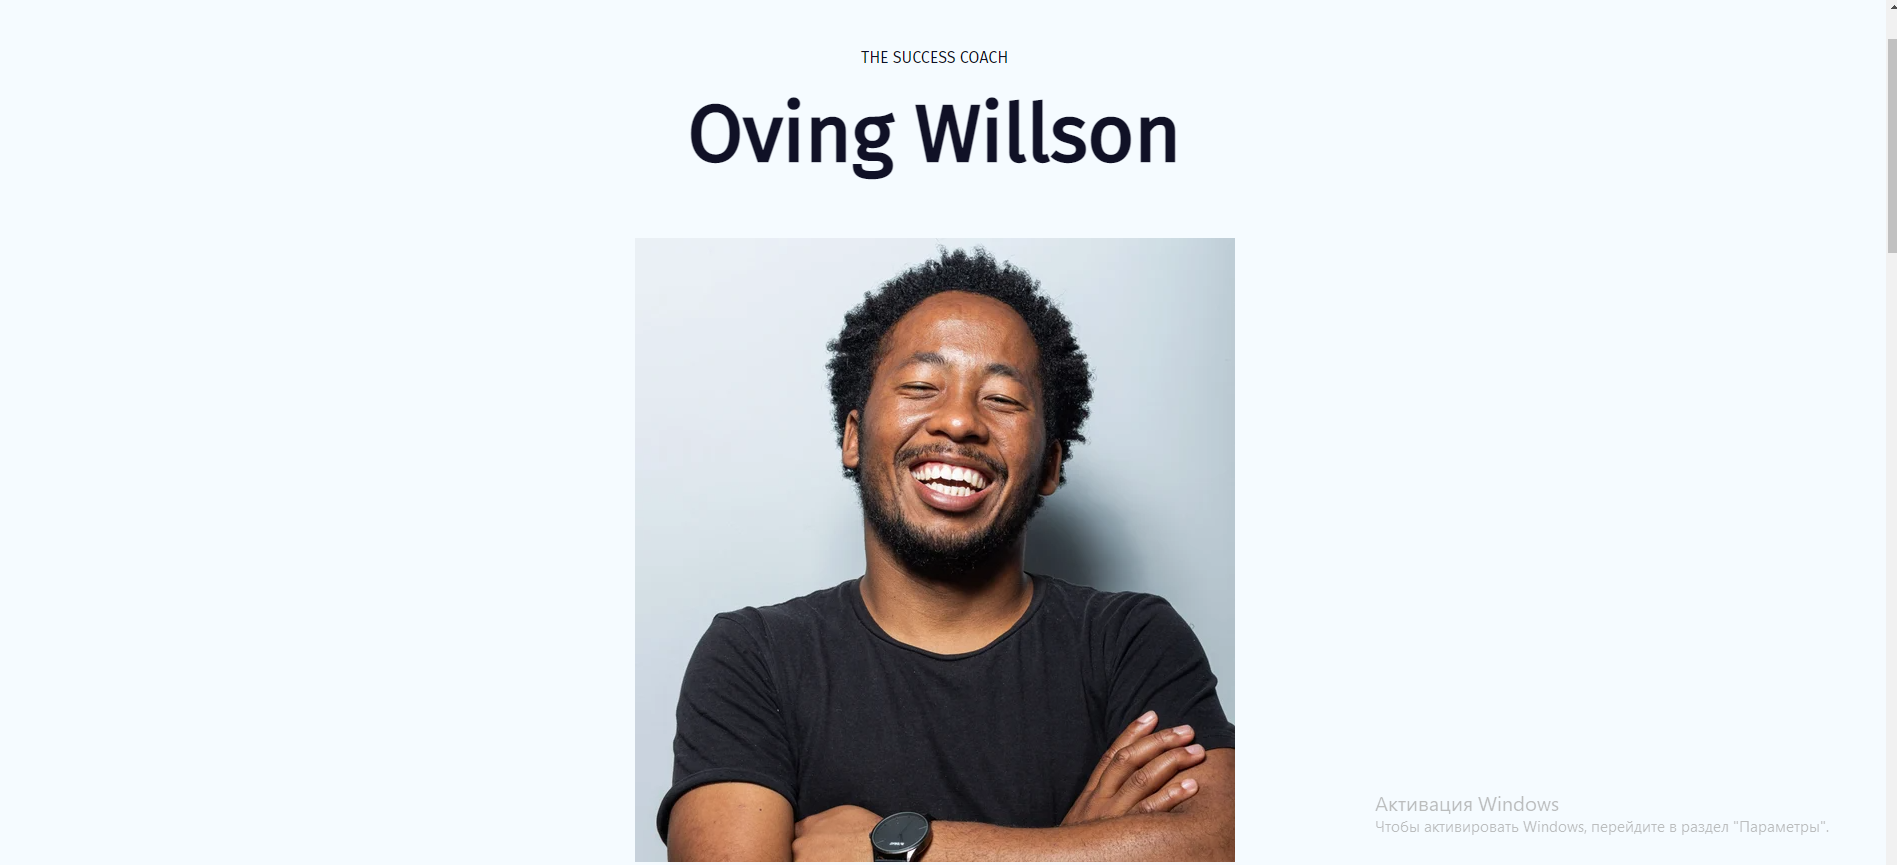 THE SUCCESS COACH
Oving Willson
Активация Windows
Чтобы активировать Windows, перейдите в раздел "Параметры".